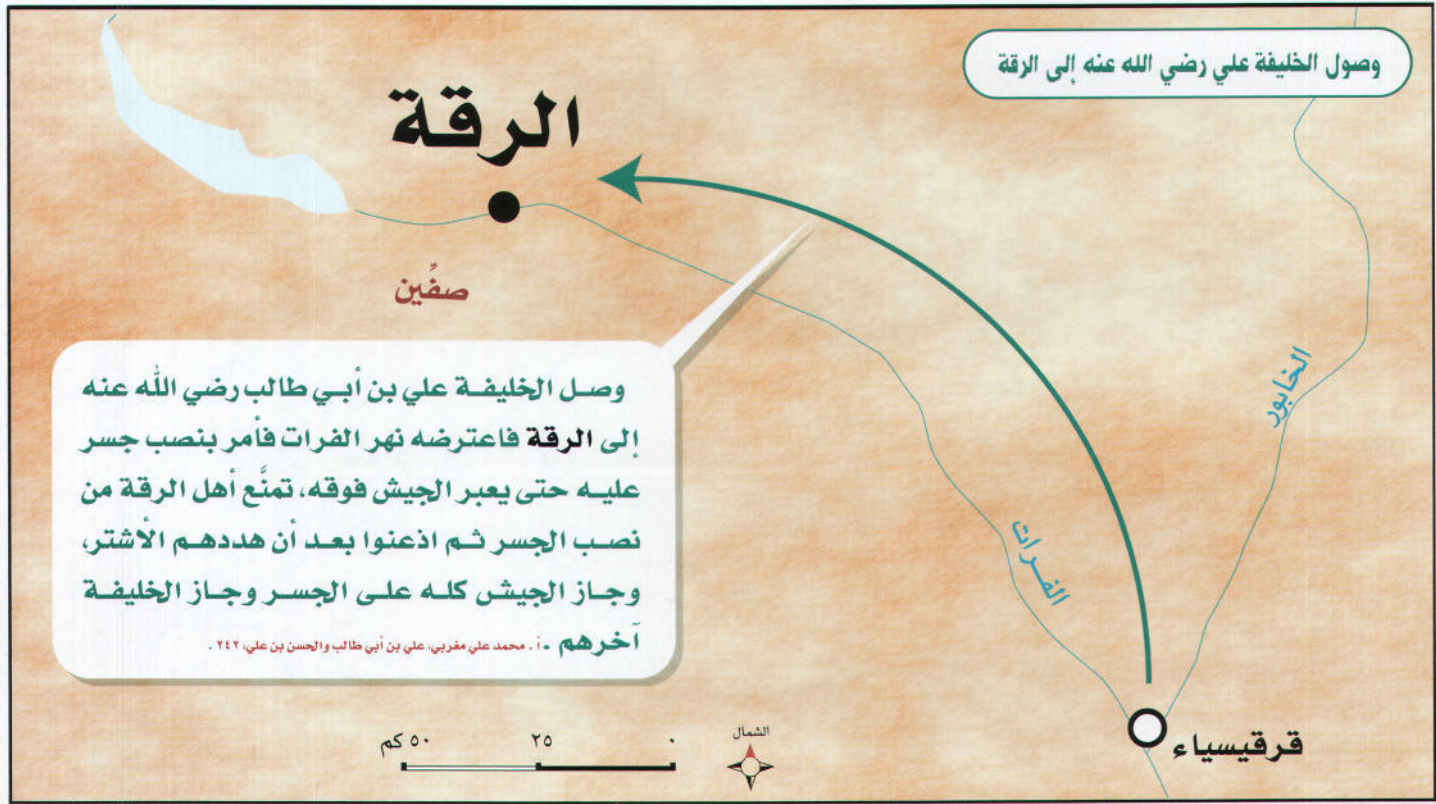 وصول الخليفة علي رضي الله عنه إلى الرقة
الرقة
صفِّين
وصل الخليفة علي بن أبي طالب رضي الله عنه
إلى الرقة فاعترضه نهر الفرات فأمر بنصب جسر
عليه حتى يعبر الجيش فوقه، تمنَّع أهل الرقة من
نصب الجسر ثم اذعنوا بعد أن هددهم الأشتر،
وجاز الجيش كله على الجسر وجاز الخليفة
آخرهم . أ. محمد علي مغربي، علي بن أبي طالب والحسن بن علي، ٢٤٢ .
الخابور
الفرات
قرقيسياء
الشمال
٠ ٢٥ ٥٠ كم